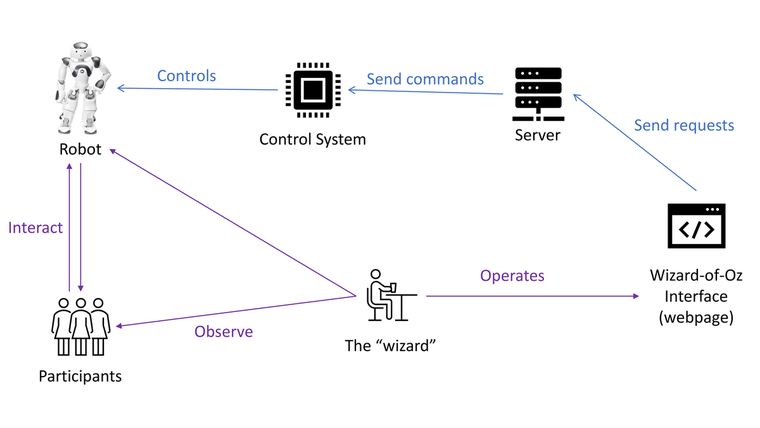 Controls
Send commands
Send requests
Robot
Control System
Server
Interact
Operates
Wizard-of-Oz
Interface
(webpage)
Observe
The “wizard”
Participants